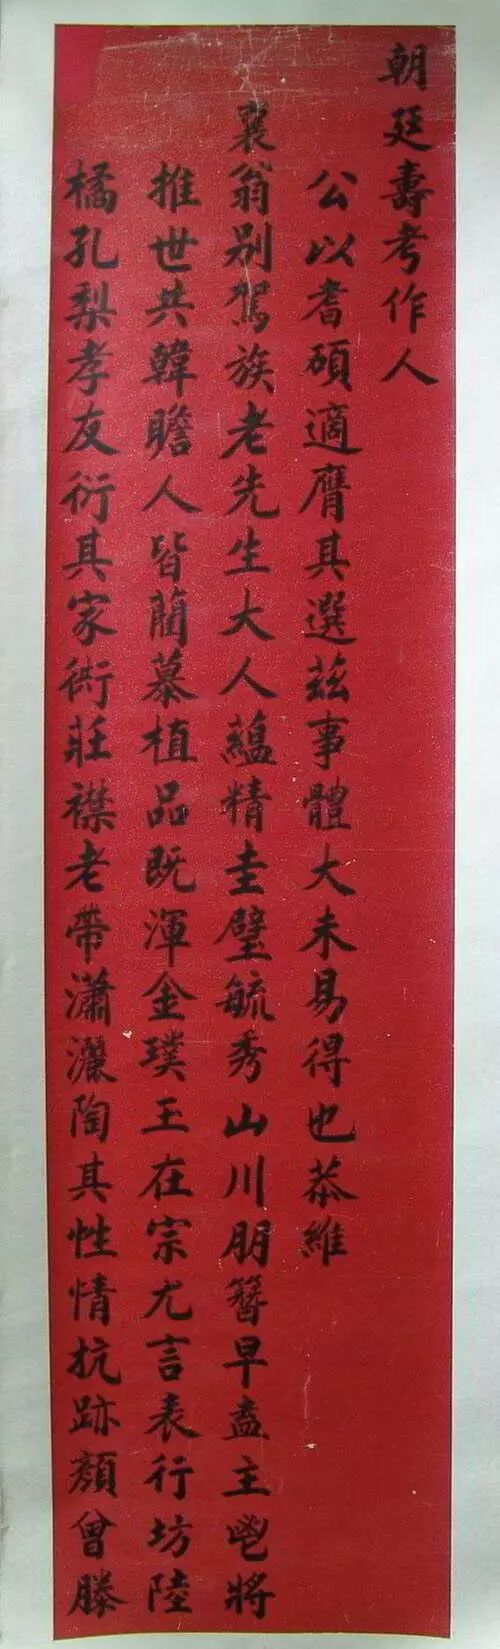 朝廷壽考作人
公以耆碩適膺其選茲事體大未易得也恭維
襄翁別駕族老先生大人蘊精圭璧毓秀山川朋簪早盍主鬯將
推世共韓瞻人皆藺慕植品既渾金璞玉在宗尤言表行坊陸
橘孔梨孝友衍其家術莊襟老帶瀟灑陶其性情抗跡顏曾滕